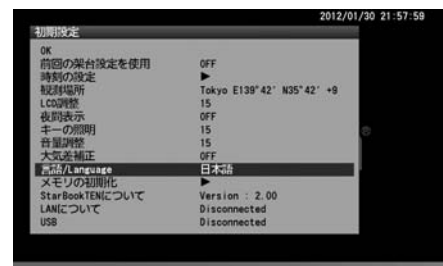 2012/01/30 21:57:59
初期設定
OK
前回の架台設定を使用 OFF
時刻の設定 ▶
観測場所 Tokyo E139°42' N35°42' +9
LCD調整 15
夜間表示 OFF
キーの照明 15
音量調整 15
大気差補正 OFF
言語/Language 日本語
メモリの初期化 ▶
StarBookTENについて Version : 2.00
LANについて Disconnected
USB Disconnected